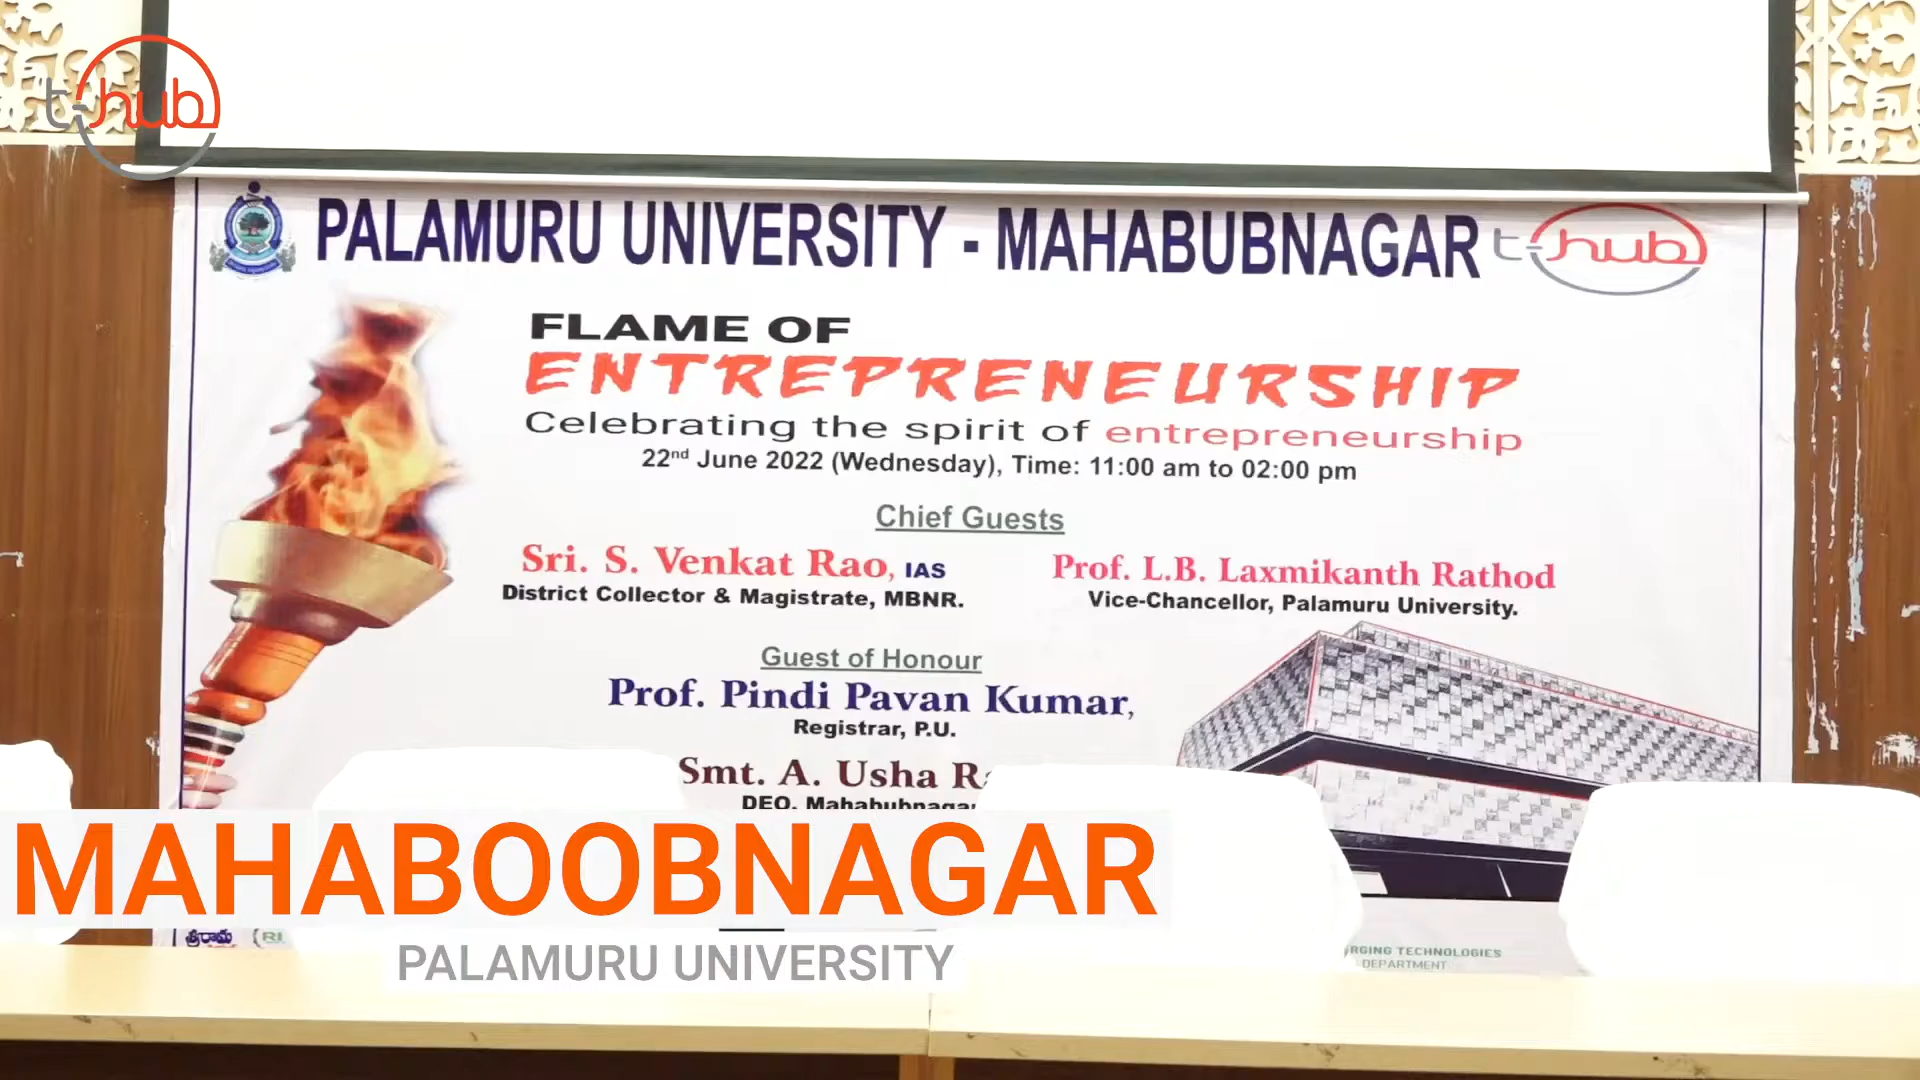 t-hub
PALAMURU UNIVERSITY - MAHABUBNAGAR
t-hub
FLAME OF
ENTREPRENEURSHIP
Celebrating the spirit of entrepreneurship
22nd June 2022 (Wednesday), Time: 11:00 am to 02:00 pm
Chief Guests
Sri. S. Venkat Rao, IAS
District Collector & Magistrate, MBNR.
Prof. L.B. Laxmikanth Rathod
Vice-Chancellor, Palamuru University.
Guest of Honour
Prof. Pindi Pavan Kumar,
Registrar, P.U.
Smt. A. Usha
DEO, Mahabubnagar
MAHABOOBNAGAR
PALAMURU UNIVERSITY
TECHNOLOGIES
DEPARTMENT